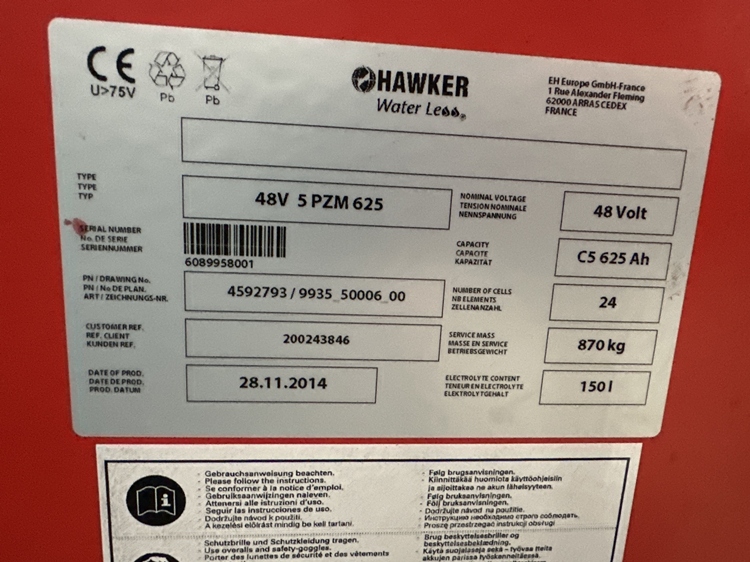 CE
U>75V
Pb
Pb
HAWKER
Water Less®
EH Europe GmbH-France
1 Rue Alexander Fleming
62000 ARRAS CEDEX
FRANCE
TYPE
TYPE
TYP
48V 5 PZM 625
NOMINAL VOLTAGE
TENSION NOMINALE
NENNSPANNUNG
48 Volt
SERIAL NUMBER
No. DE SERIE
SERIENNUMMER
6089958001
CAPACITY
CAPACITE
KAPAZITAT
C5 625 Ah
PN / DRAWING No.
PN / No DE PLAN.
ART / ZEICHNUNGS-NR.
4592793 / 9935_50006_00
NUMBER OF CELLS
NB ELEMENTS
ZELLENANZAHL
24
CUSTOMER REF.
REF. CLIENT
KUNDEN REF.
200243846
SERVICE MASS
MASSE EN SERVICE
BETRIEBSGEWICHT
870 kg
DATE OF PROD.
DATE DE PROD.
PROD. DATUM
28.11.2014
ELECTROLYTE CONTENT
TENEUR EN ELECTROLYTE
ELEKTROLYTGEHALT
150 l
- Gebrauchsanweisung beachten.
- Please follow the instructions.
- Se conformer à la notice d'emploi.
- Gebruiksaanwijzingen naleven.
- Attenersi alle istruzioni d'uso.
- Seguir las instrucciones de uso.
- Dodržujte návod k použití.
- A kezelési előírást mindig be kell tartani.
- Følg brugsanvisningen.
- Kiinnittäkää huomiota käyttöohjeisiin
ja sijoittakaa ne akun läheisyyteen.
- Følg bruksanvisningen.
- Följ bruksanvisningen.
- Dodržujte návod na použitie.
- Инструкцию необходимо строго соблюдать.
- Proszę przestrzegać instrukcji obsługi
- Schutzbrille und Schutzkleidung tragen.
- Use overalls and safety-goggles.
- Porter des lunettes de sécurité et des vêtements
- Brug beskyttelsesbriller og
beskyttelsestøj.
- Käytä suojalaseja sekä
akkujen parissa työskenneltäessä.